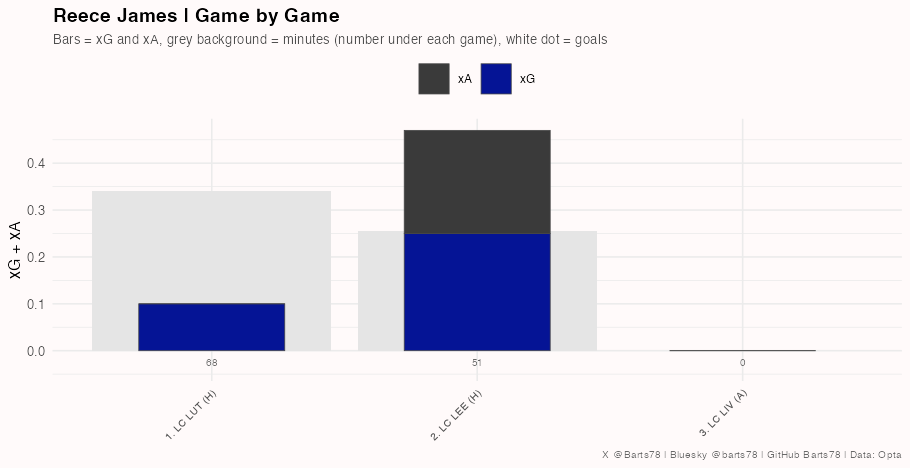 Reece James | Game by Game
Bars = xG and xA, grey background = minutes (number under each game), white dot = goals
xA xG
xG + xA
0.4
0.3
0.2
0.1
0.0
68 51 0
1. LC LUT (H) 2. LC LEE (H) 3. LC LIV (A)
X @Barts78 | Bluesky @barts78 | GitHub Barts78 | Data: Opta